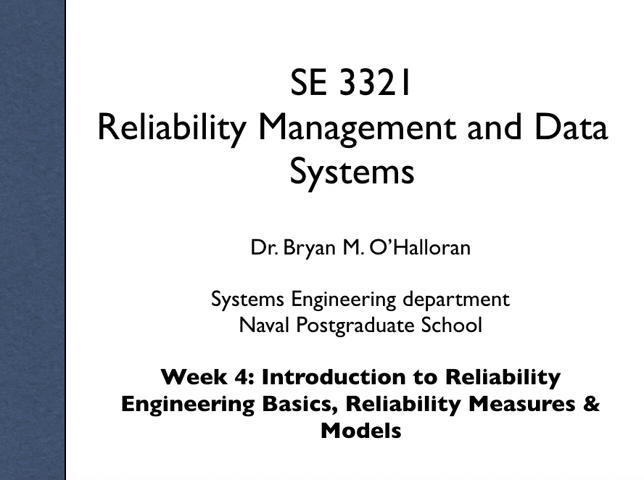 SE 3321
Reliability Management and Data
Systems
Dr. Bryan M. O’Halloran
Systems Engineering department
Naval Postgraduate School
Week 4: Introduction to Reliability
Engineering Basics, Reliability Measures &
Models